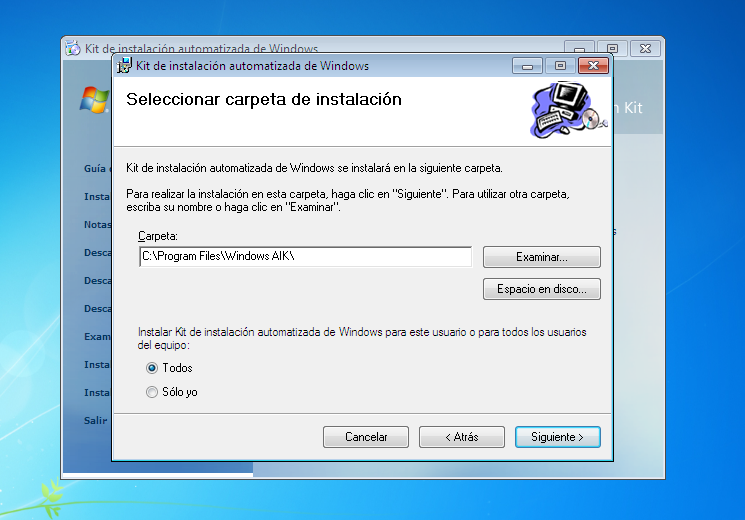 Kit de instalación automatizada de Windows
Kit de instalación automatizada de Windows
Seleccionar carpeta de instalación
Kit
Guía
Kit de instalación automatizada de Windows se instalará en la siguiente carpeta.
Para realizar la instalación en esta carpeta, haga clic en "Siguiente". Para utilizar otra carpeta,
escriba su nombre o haga clic en "Examinar".
Insta
Notas
Carpeta:
Desca
C:\Program Files\Windows AIK\
Examinar...
Desca
Espacio en disco...
Desca
Exam
Instalar Kit de instalación automatizada de Windows para este usuario o para todos los usuarios
del equipo:
Insta
Todos
Insta
Sólo yo
Salir
Cancelar
< Atrás
Siguiente >